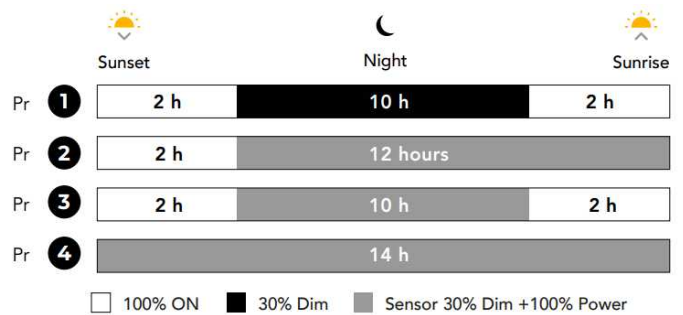 Sunset Night Sunrise
Pr 1 2 h 10 h 2 h
Pr 2 2 h 12 hours
Pr 3 2 h 10 h 2 h
Pr 4 14 h
100% ON 30% Dim Sensor 30% Dim +100% Power